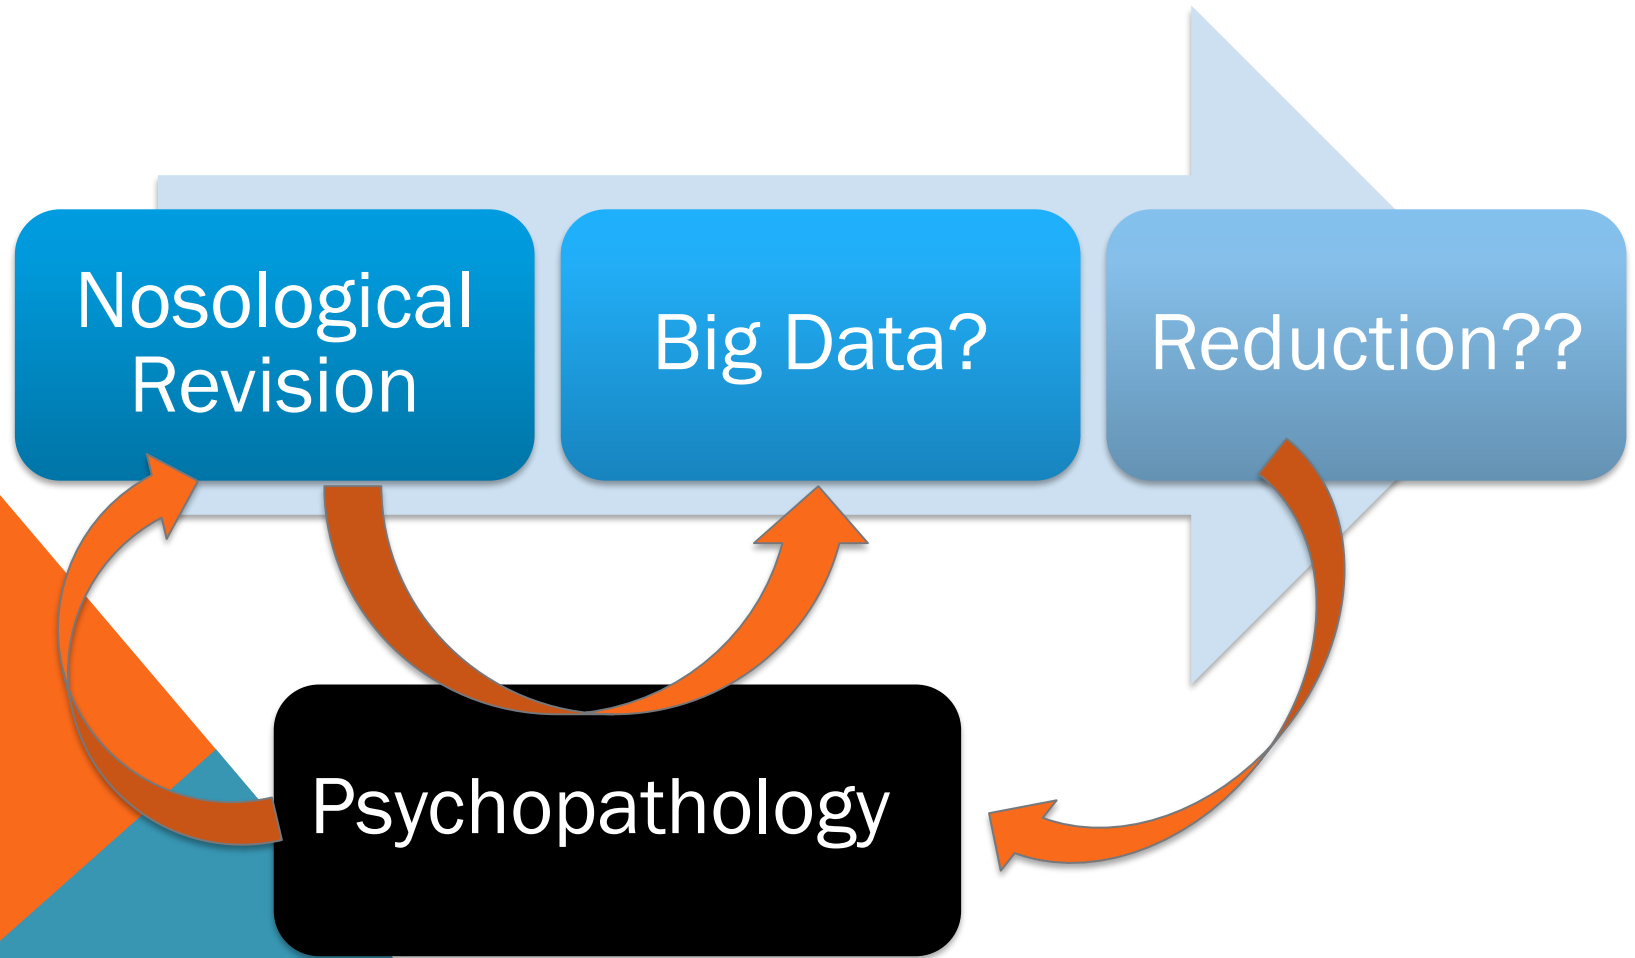 Nosological
Revision
Big Data?
Reduction??
Psychopathology